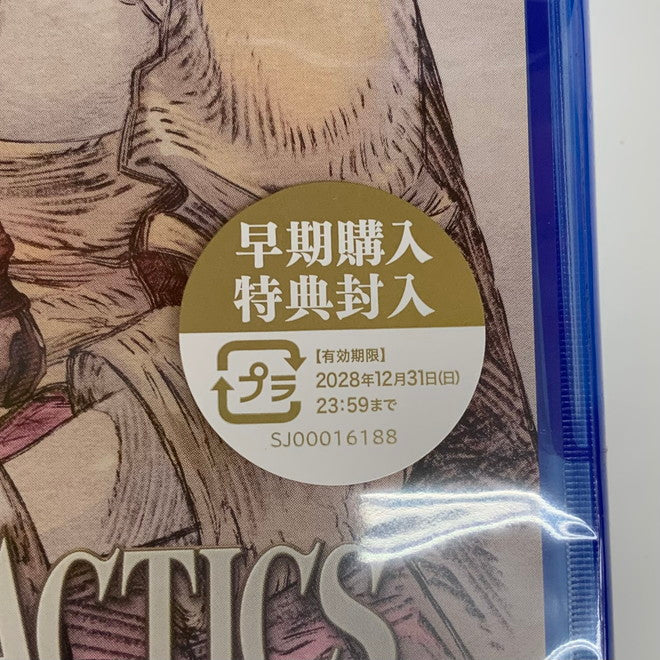 早期購入
特典封入
プラ
【有効期限】
2028年12月31日(日)
23:59まで
SJ00016188
ACTICS